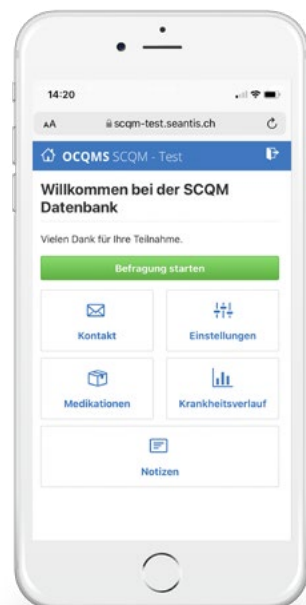 14:20
AA scqm-test.seantis.ch
OCQMS SCQM - Test
Willkommen bei der SCQM
Datenbank
Vielen Dank für Ihre Teilnahme.
Befragung starten
Kontakt Einstellungen
Medikationen Krankheitsverlauf
Notizen